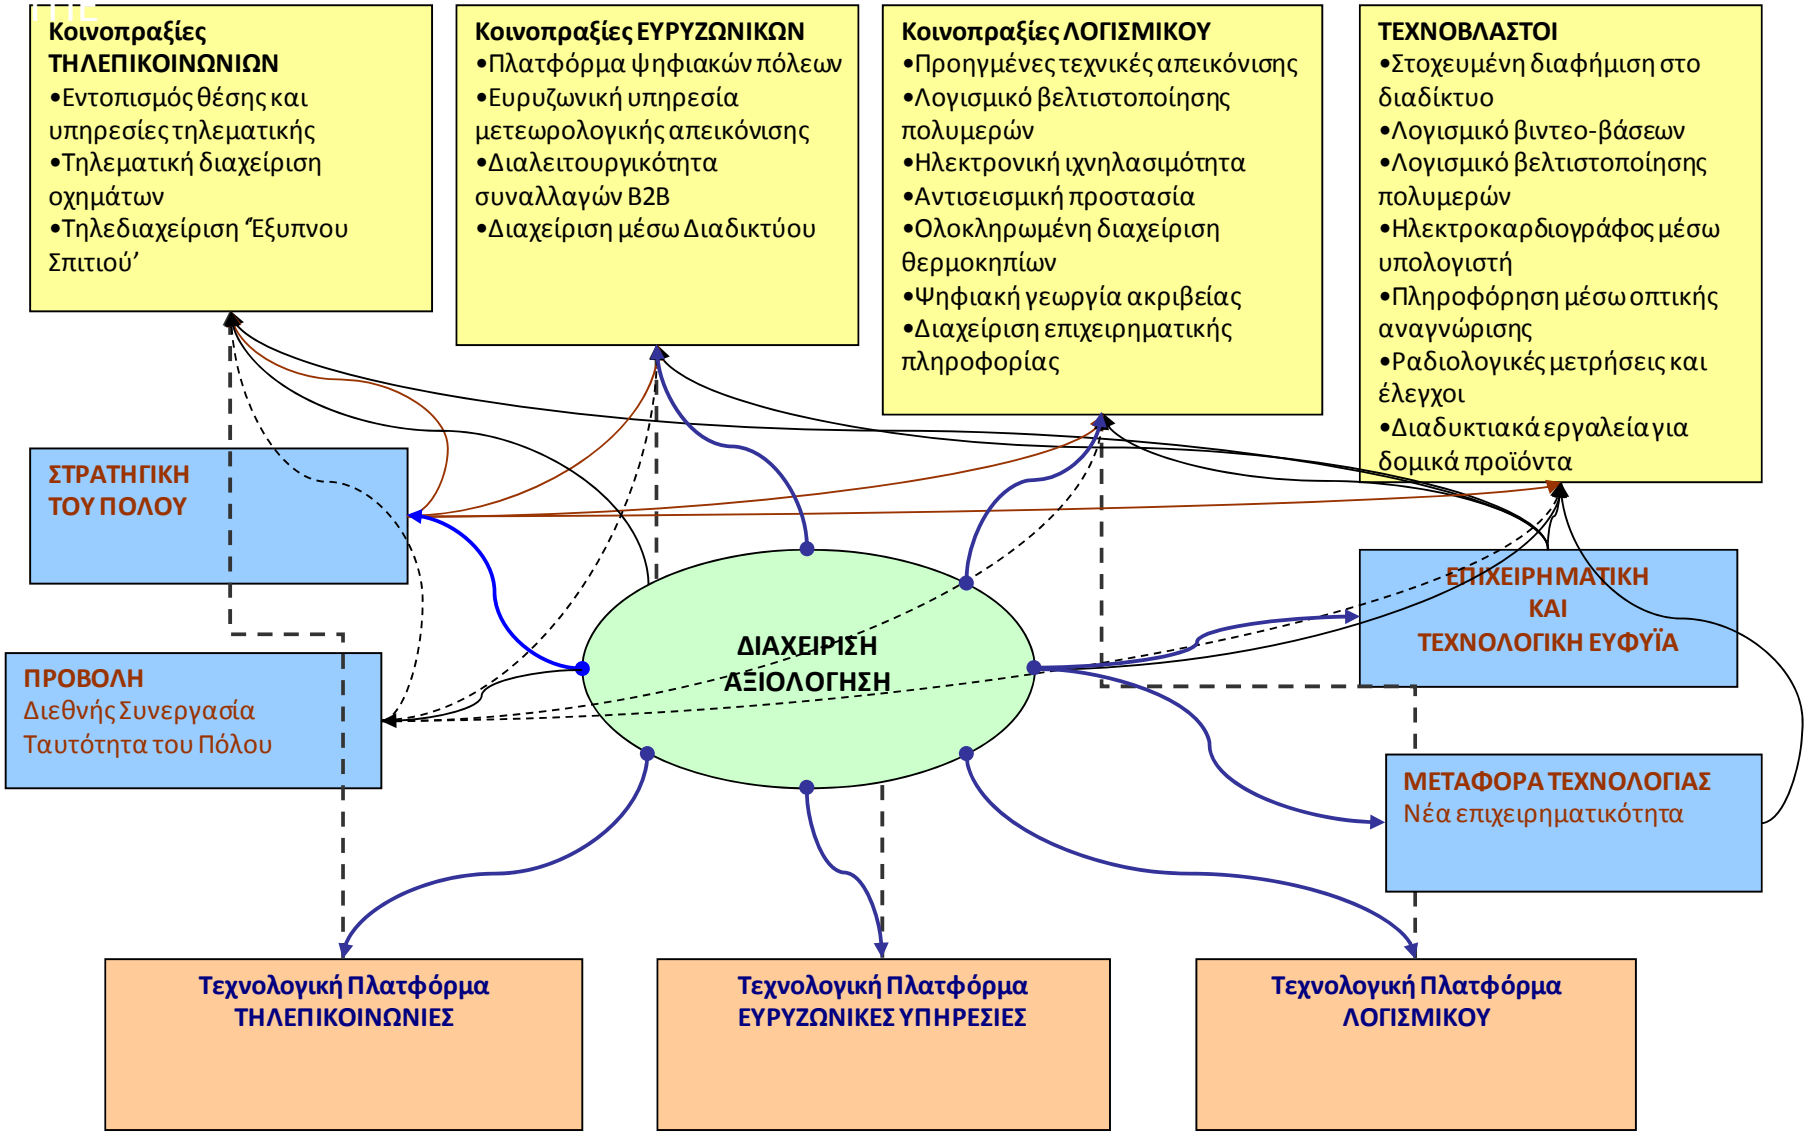 Κοινοπραξίες
ΤΗΛΕΠΙΚΟΙΝΩΝΙΩΝ
•Εντοπισμός θέσης και
υπηρεσίες τηλεματικής
•Τηλεματική διαχείριση
οχημάτων
•Τηλεδιαχείριση ‘Έξυπνου
Σπιτιού’
Κοινοπραξίες ΕΥΡΥΖΩΝΙΚΩΝ
•Πλατφόρμα ψηφιακών πόλεων
•Ευρυζωνική υπηρεσία
μετεωρολογικής απεικόνισης
•Διαλειτουργικότητα
συναλλαγών B2B
•Διαχείριση μέσω Διαδικτύου
Κοινοπραξίες ΛΟΓΙΣΜΙΚΟΥ
•Προηγμένες τεχνικές απεικόνισης
•Λογισμικό βελτιστοποίησης
πολυμερών
•Ηλεκτρονική ιχνηλασιμότητα
•Αντισεισμική προστασία
•Ολοκληρωμένη διαχείριση
θερμοκηπίων
•Ψηφιακή γεωργία ακριβείας
•Διαχείριση επιχειρηματικής
πληροφορίας
ΤΕΧΝΟΒΛΑΣΤΟΙ
•Στοχευμένη διαφήμιση στο
διαδίκτυο
•Λογισμικό βιντεο-βάσεων
•Λογισμικό βελτιστοποίησης
πολυμερών
•Ηλεκτροκαρδιογράφος μέσω
υπολογιστή
•Πληροφόρηση μέσω οπτικής
αναγνώρισης
•Ραδιολογικές μετρήσεις και
έλεγχοι
•Διαδυκτιακά εργαλεία για
δομικά προϊόντα
ΣΤΡΑΤΗΓΙΚΗ
ΤΟΥ ΠΟΛΟΥ
ΕΠΙΧΕΙΡΗΜΑΤΙΚΗ
ΚΑΙ
ΤΕΧΝΟΛΟΓΙΚΗ ΕΥΦΥΪΑ
ΔΙΑΧΕΙΡΙΣΗ
ΑΞΙΟΛΟΓΗΣΗ
ΠΡΟΒΟΛΗ
Διεθνής Συνεργασία
Ταυτότητα του Πόλου
ΜΕΤΑΦΟΡΑ ΤΕΧΝΟΛΟΓΙΑΣ
Νέα επιχειρηματικότητα
Τεχνολογική Πλατφόρμα
ΤΗΛΕΠΙΚΟΙΝΩΝΙΕΣ
Τεχνολογική Πλατφόρμα
ΕΥΡΥΖΩΝΙΚΕΣ ΥΠΗΡΕΣΙΕΣ
Τεχνολογική Πλατφόρμα
ΛΟΓΙΣΜΙΚΟΥ